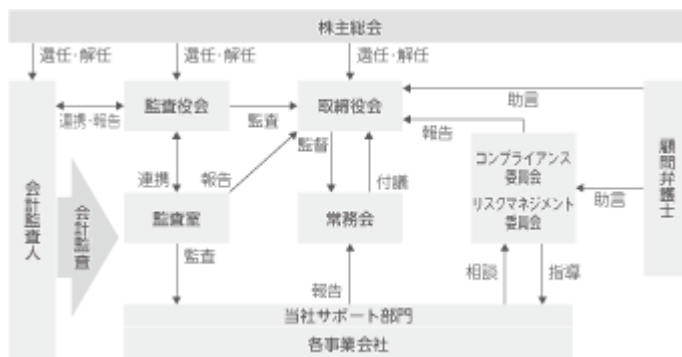 株主総会
選任・解任
選任・解任
選任・解任
監査役会
取締役会
助言
連携・報告
監査
報告
監督
コンプライアンス
委員会
リスクマネジメント
委員会
顧問弁護士
会計監査人
会計監査
連携
報告
付議
助言
監査室
常務会
監査
報告
相談
指導
当社サポート部門
各事業会社